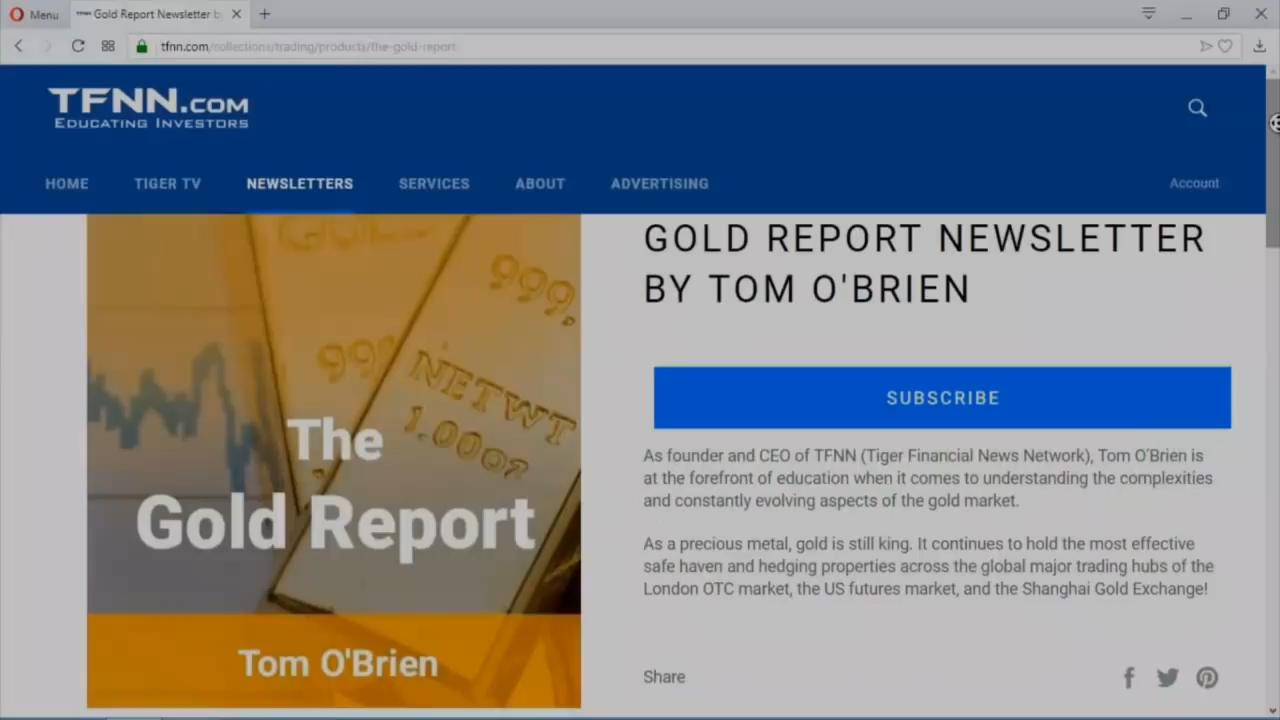 Menu
Gold Report Newsletter b
tfnn.com/collections/trading/products/the-gold-report
TFNN.COM
EDUCATING INVESTORS
HOME TIGER TV NEWSLETTERS SERVICES ABOUT ADVERTISING Account
GOLD
999.
999
NETWT
1.000Z
The
Gold Report
Tom O'Brien
GOLD REPORT NEWSLETTER
BY TOM O'BRIEN
SUBSCRIBE
As founder and CEO of TFNN (Tiger Financial News Network), Tom O'Brien is
at the forefront of education when it comes to understanding the complexities
and constantly evolving aspects of the gold market.
As a precious metal, gold is still king. It continues to hold the most effective
safe haven and hedging properties across the global major trading hubs of the
London OTC market, the US futures market, and the Shanghai Gold Exchange!
Share